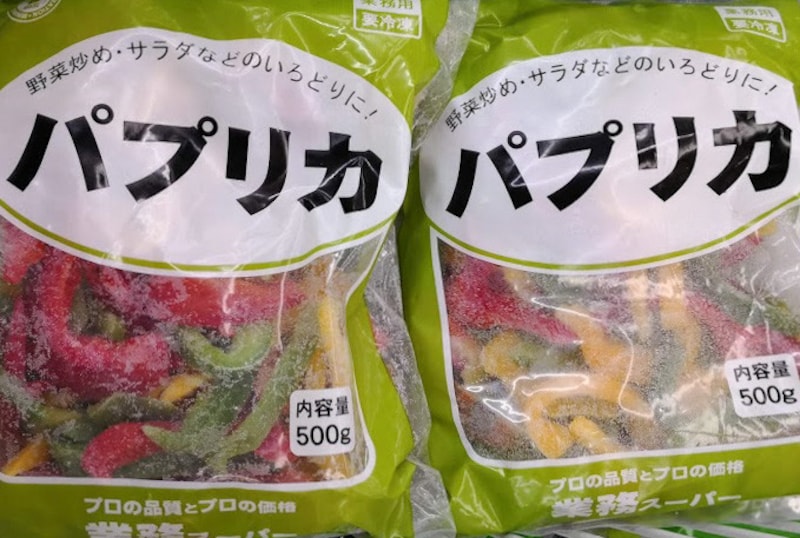 業務用
要冷凍
野菜炒め・サラダなどのいろどりに!
パプリカ
内容量
500g
プロの品質とプロの価格
業務スーパー
業務用
要冷凍
野菜炒め・サラダなどのいろどりに!
パプリカ
内容量
500g
プロの品質とプロの価格
業務スーパー